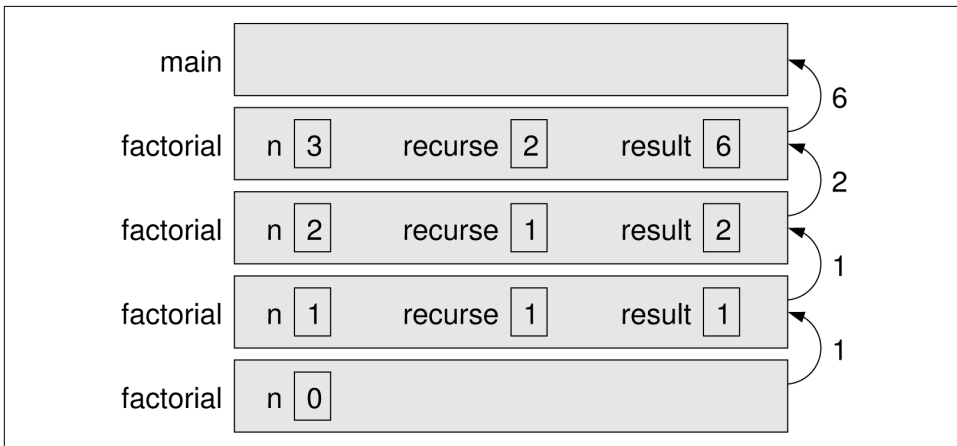 main
6
factorial n 3 recurse 2 result 6
2
factorial n 2 recurse 1 result 2
1
factorial n 1 recurse 1 result 1
1
factorial n 0